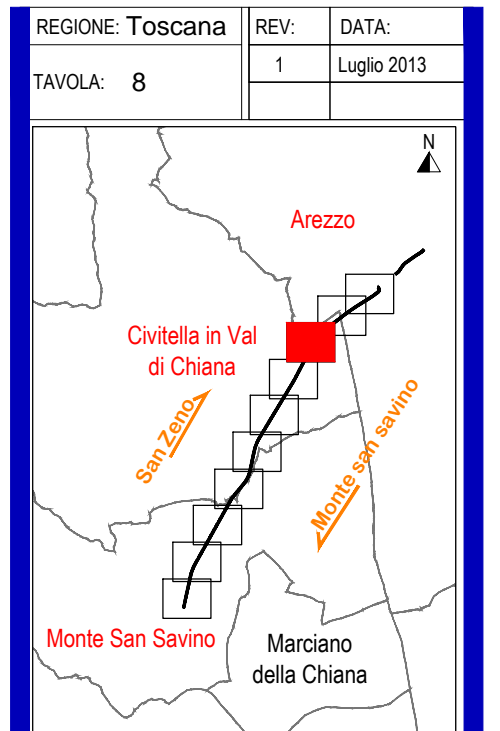 REGIONE: Toscana
REV:
DATA:
1
Luglio 2013
TAVOLA: 8
N
Arezzo
Civitella in Val
di Chiana
San Zeno
Monte san savino
Monte San Savino
Marciano
della Chiana